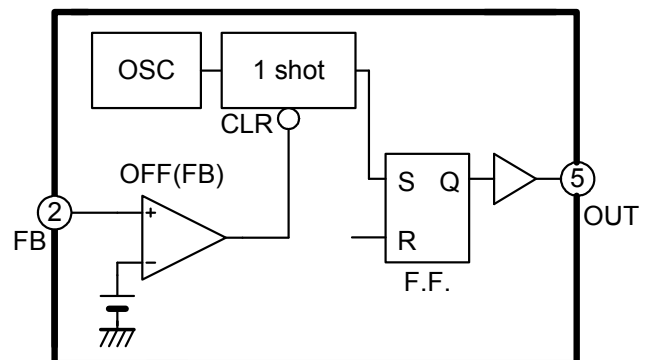 OSC
1 shot
CLR
OFF(FB)
2
FB
+
−
S Q
R
F.F.
5
OUT